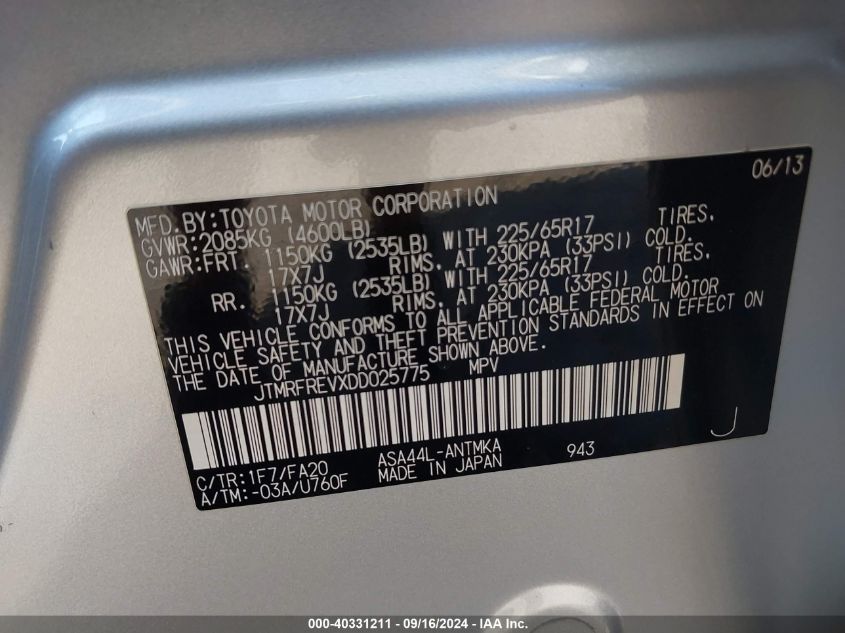 06/13
MFD.BY:TOYOTA MOTOR CORPORATION
GVWR:2085KG (4600LB)
GAWR:FRT. 1150KG (2535LB) WITH 225/65R17 TIRES,
17X7J RIMS, AT 230KPA (33PSI) COLD.
RR. 1150KG (2535LB) WITH 225/65R17 TIRES,
17X7J RIMS, AT 230KPA (33PSI) COLD.
THIS VEHICLE CONFORMS TO ALL APPLICABLE FEDERAL MOTOR
VEHICLE SAFETY AND THEFT PREVENTION STANDARDS IN EFFECT ON
THE DATE OF MANUFACTURE SHOWN ABOVE.
JTMRFREVXDD025775 MPV
C/TR:1F7/FA20 ASA44L-ANTMKA 943 J
A/TM:-03A/U760F MADE IN JAPAN
000-40331211 - 09/16/2024 - IAA Inc.